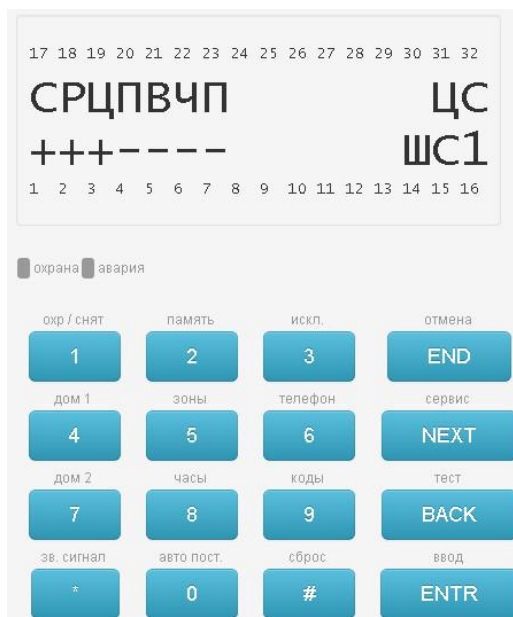 17 18 19 20 21 22 23 24 25 26 27 28 29 30 31 32
СРЦПВЧП ЦС
+++---- ШС1
1 2 3 4 5 6 7 8 9 10 11 12 13 14 15 16
охрана авария
охр / снят память искл. отмена
1 2 3 END
дом 1 зоны телефон сервис
4 5 6 NEXT
дом 2 часы коды тест
7 8 9 BACK
зв. сигнал авто пост. сброс ввод
* 0 # ENTR